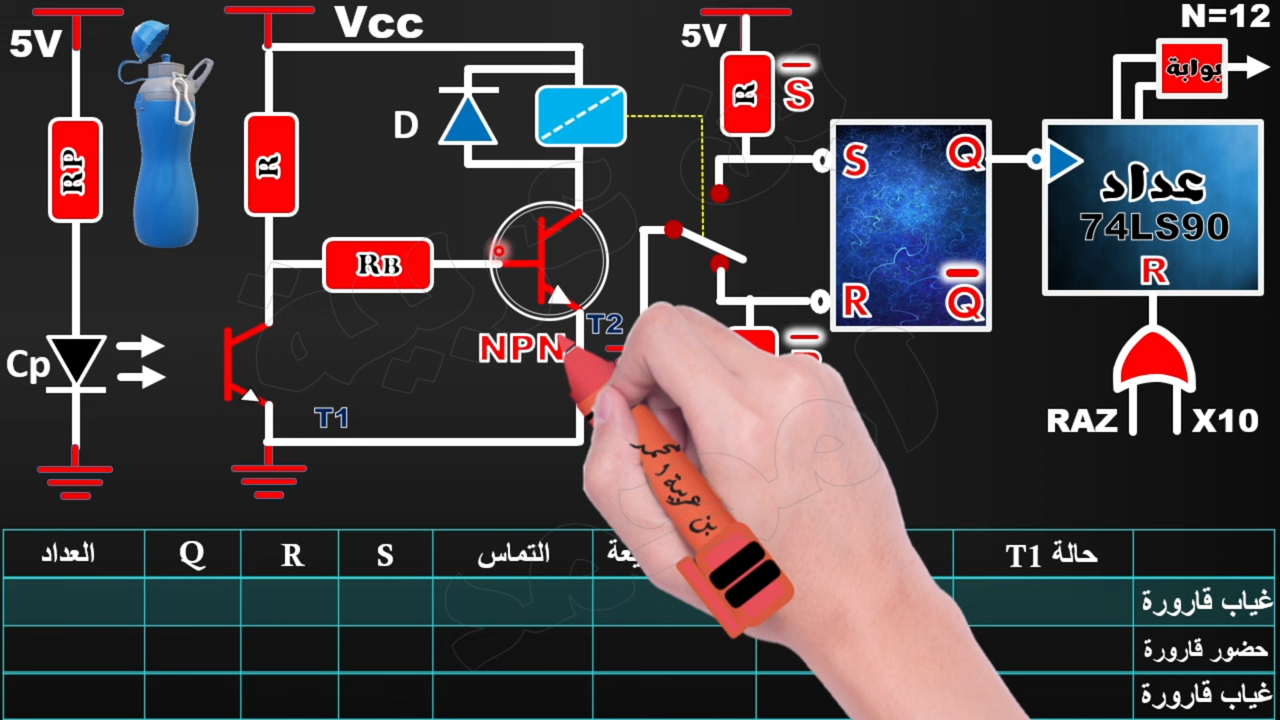 N=12
Vcc
5V
5V
بوابة
R
S
D
RP
R
S
Q
عداد
74LS90
R
RB
R
Q
T2
NPN
Cp
T1
RAZ
X10
العداد
Q
R
S
التماس
حالة T1
غياب قارورة
حضور قارورة
غياب قارورة